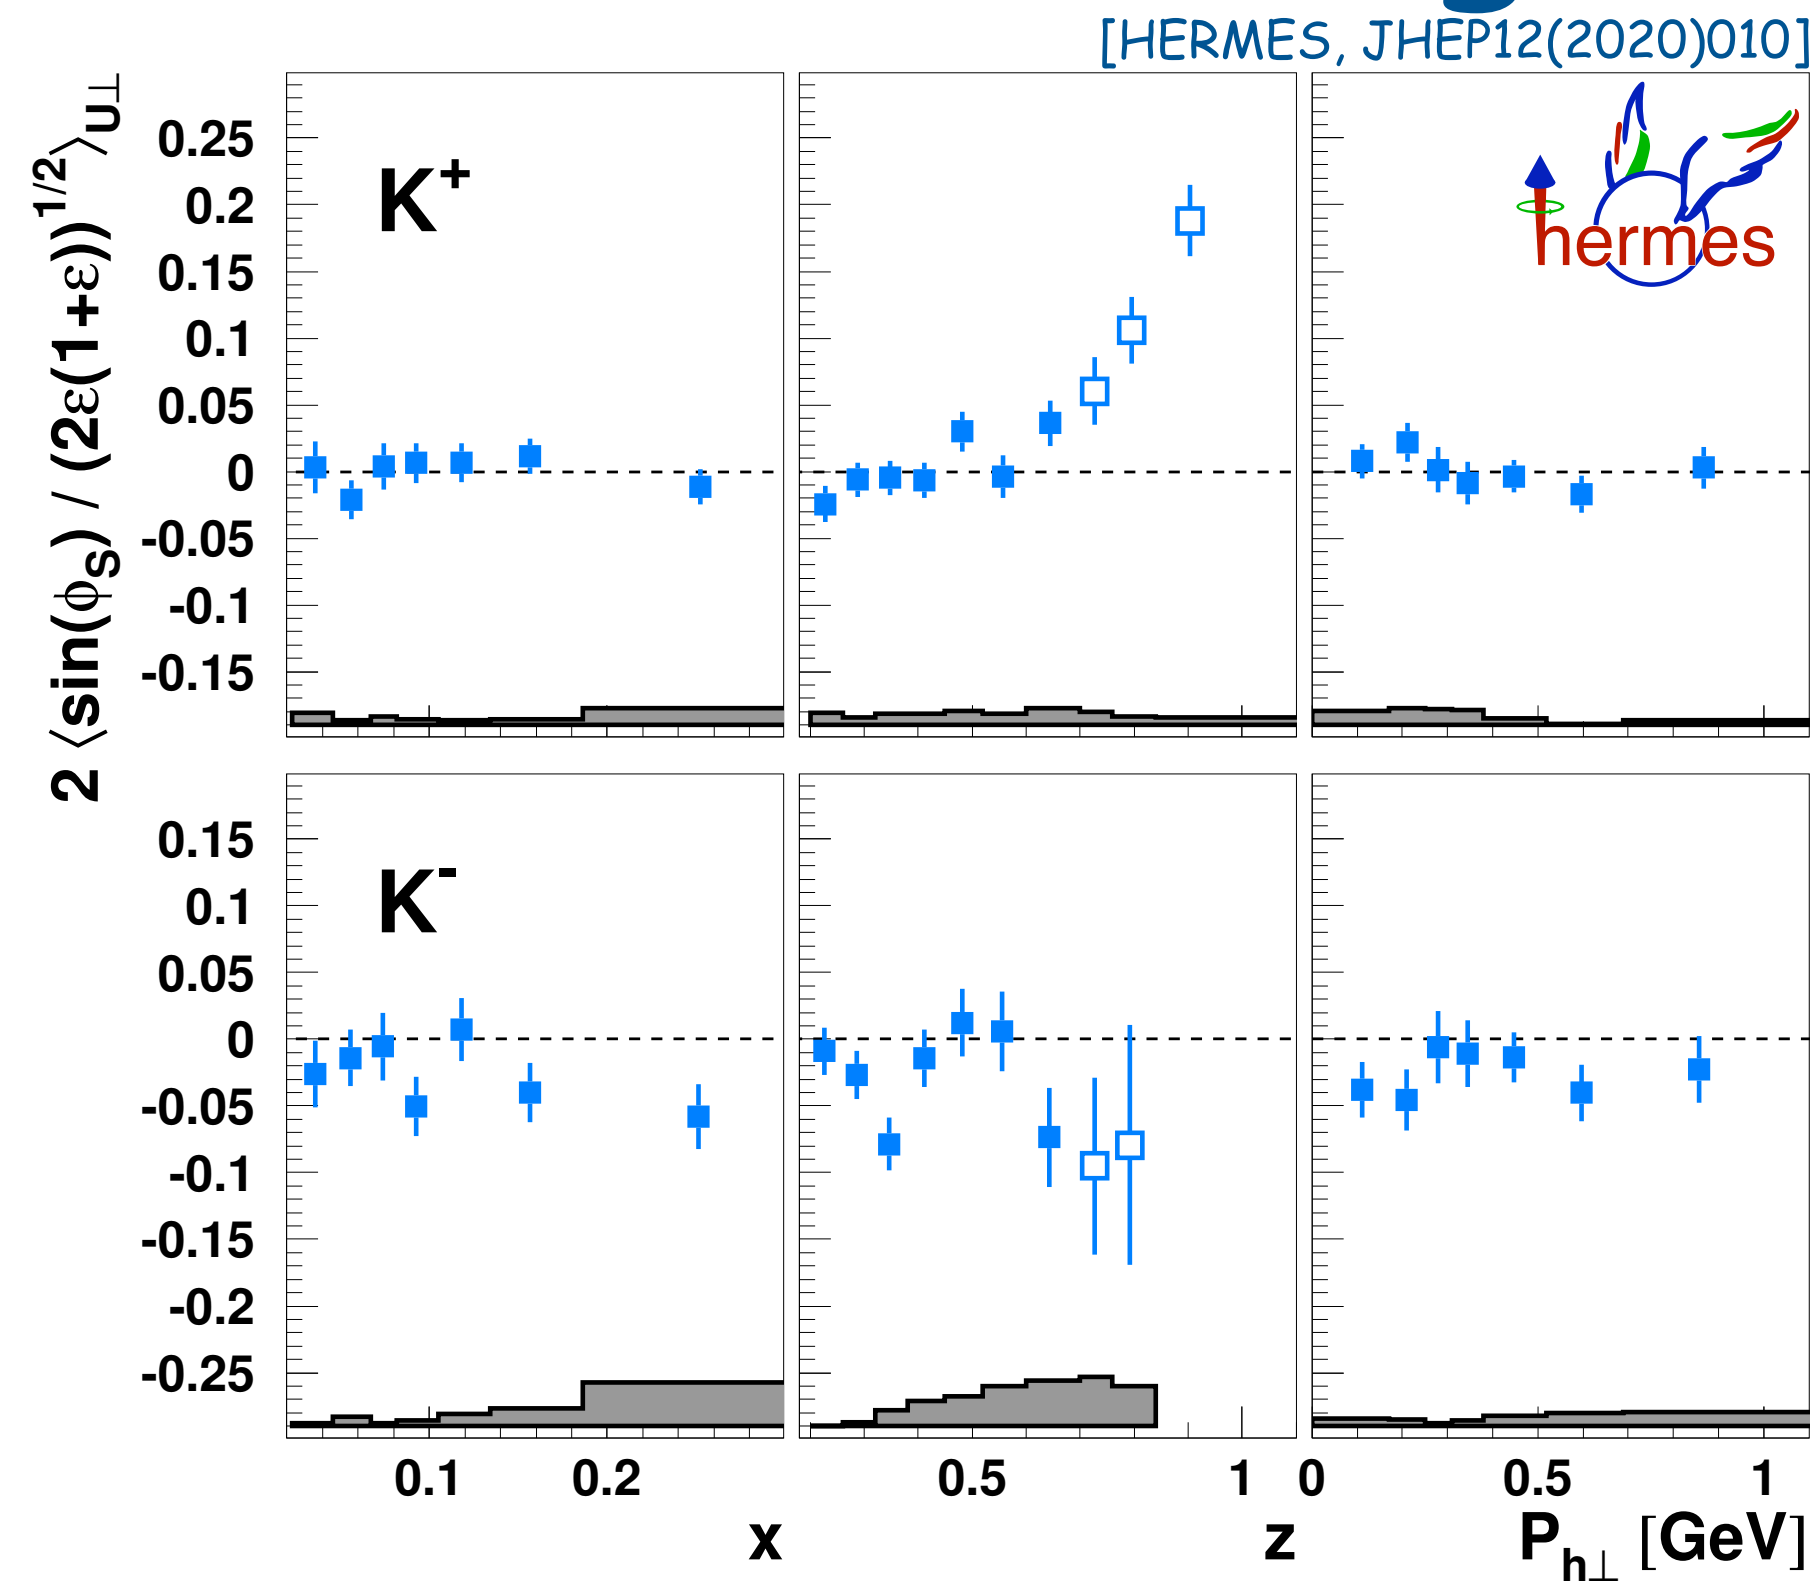 [HERMES, JHEP12(2020)010]
2 ⟨sin(ϕS) / (2ε(1+ε))1/2⟩U⊥
K+
hermes
0.25
0.2
0.15
0.1
0.05
0
-0.05
-0.1
-0.15
K-
0.15
0.1
0.05
0
-0.05
-0.1
-0.15
-0.2
-0.25
0.1 0.2 0.5 1 0 0.5 1
x z Ph⊥ [GeV]